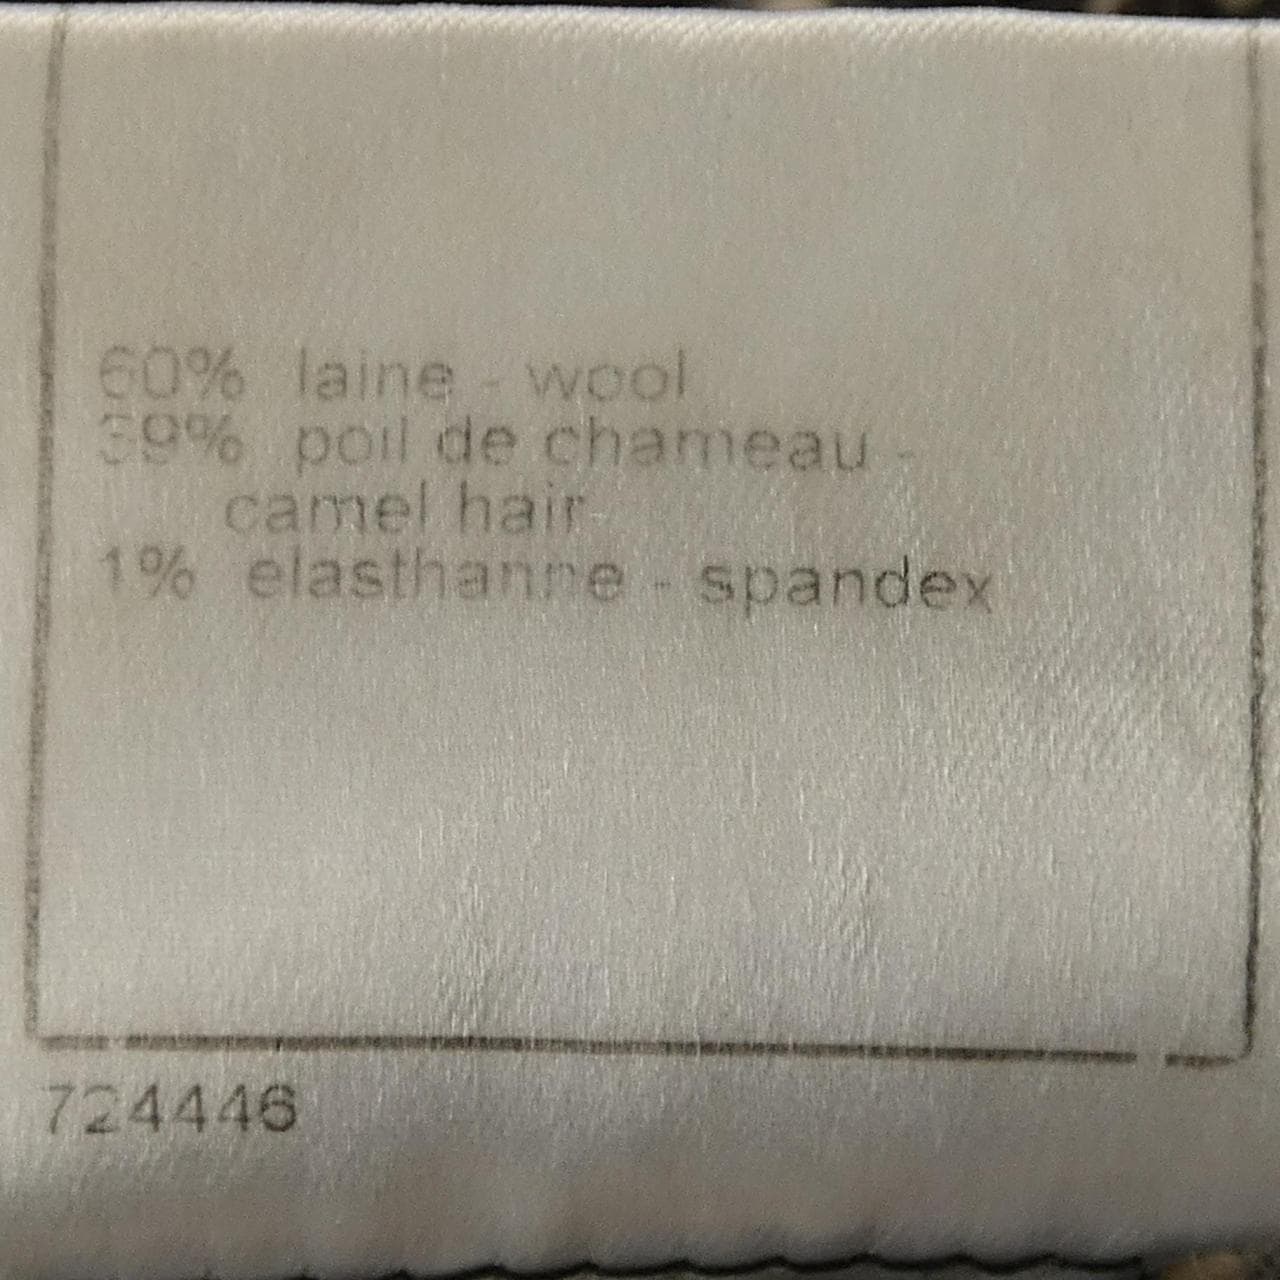 60% laine - wool
39% poil de chameau -
camel hair
1% elasthanne - spandex
724446